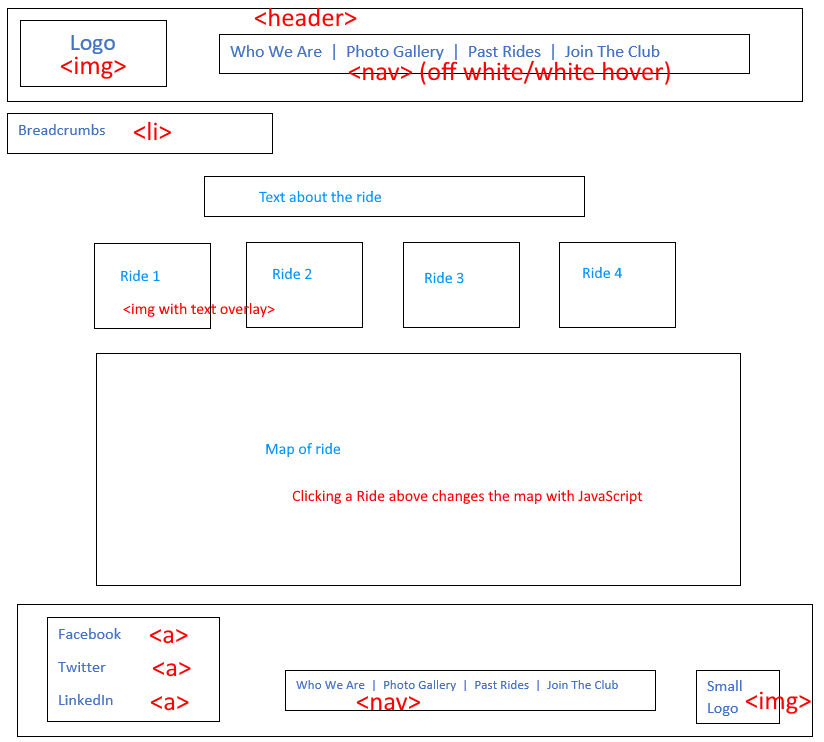 <header>
Logo
<img>
Who We Are | Photo Gallery | Past Rides | Join The Club
<nav> (off white/white hover)
Breadcrumbs <li>
Text about the ride
Ride 1
Ride 2
Ride 3
Ride 4
<img with text overlay>
Map of ride
Clicking a Ride above changes the map with JavaScript
Facebook <a>
Twitter <a>
LinkedIn <a>
Who We Are | Photo Gallery | Past Rides | Join The Club
<nav>
Small
Logo
<img>